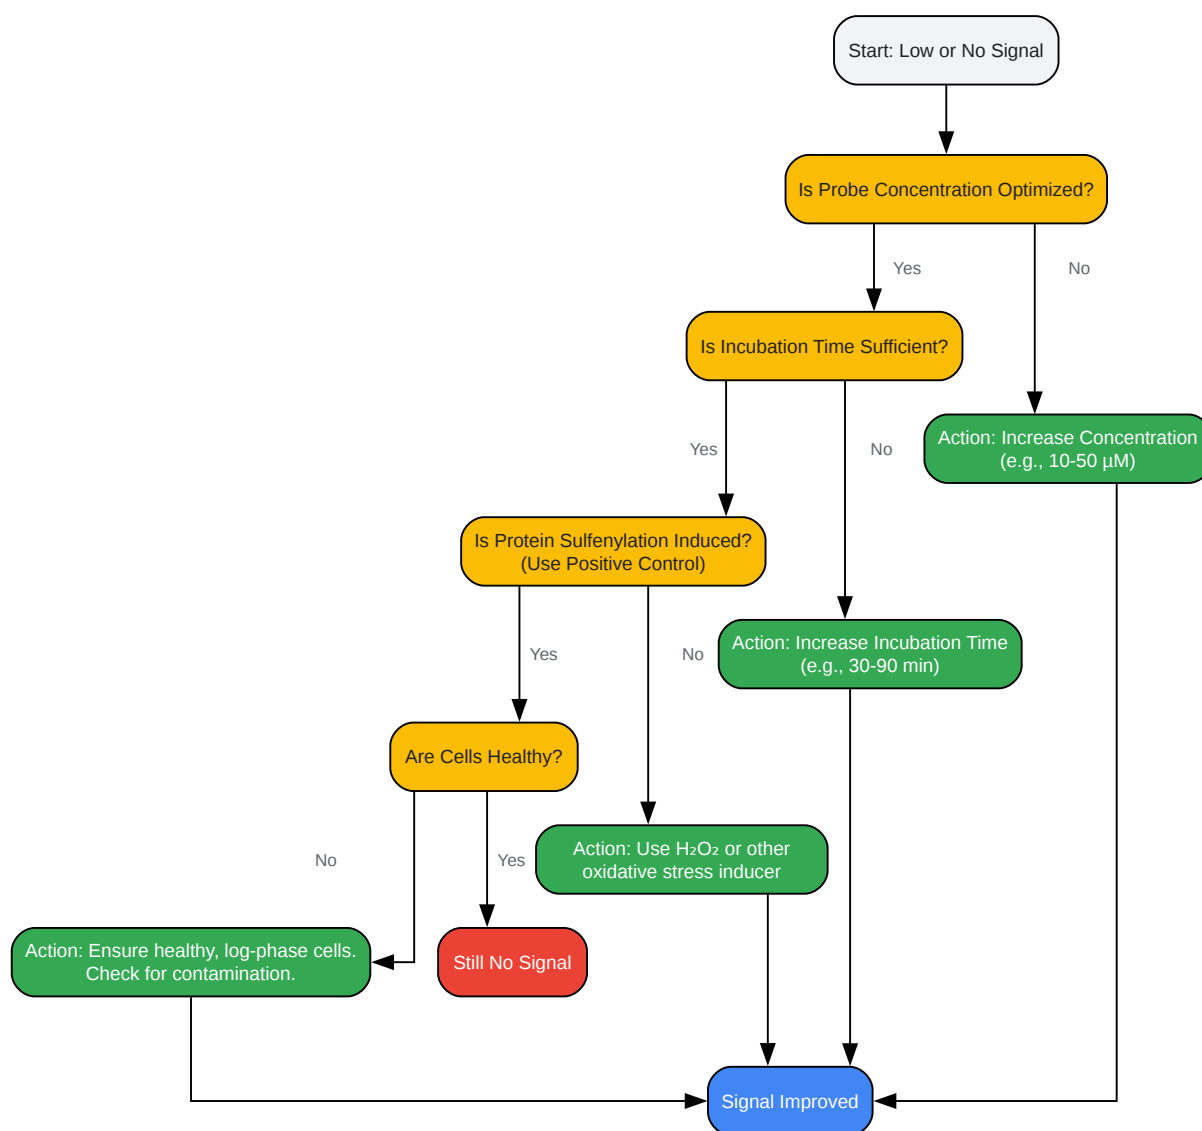 Start: Low or No Signal
Is Probe Concentration Optimized?
Yes
No
Is Incubation Time Sufficient?
Yes
No
Action: Increase Concentration
(e.g., 10-50 µM)
Is Protein Sulfenylation Induced?
(Use Positive Control)
Yes
No
Action: Increase Incubation Time
(e.g., 30-90 min)
Are Cells Healthy?
No
Yes
Action: Use H₂O₂ or other
oxidative stress inducer
Action: Ensure healthy, log-phase cells.
Check for contamination.
Still No Signal
Signal Improved